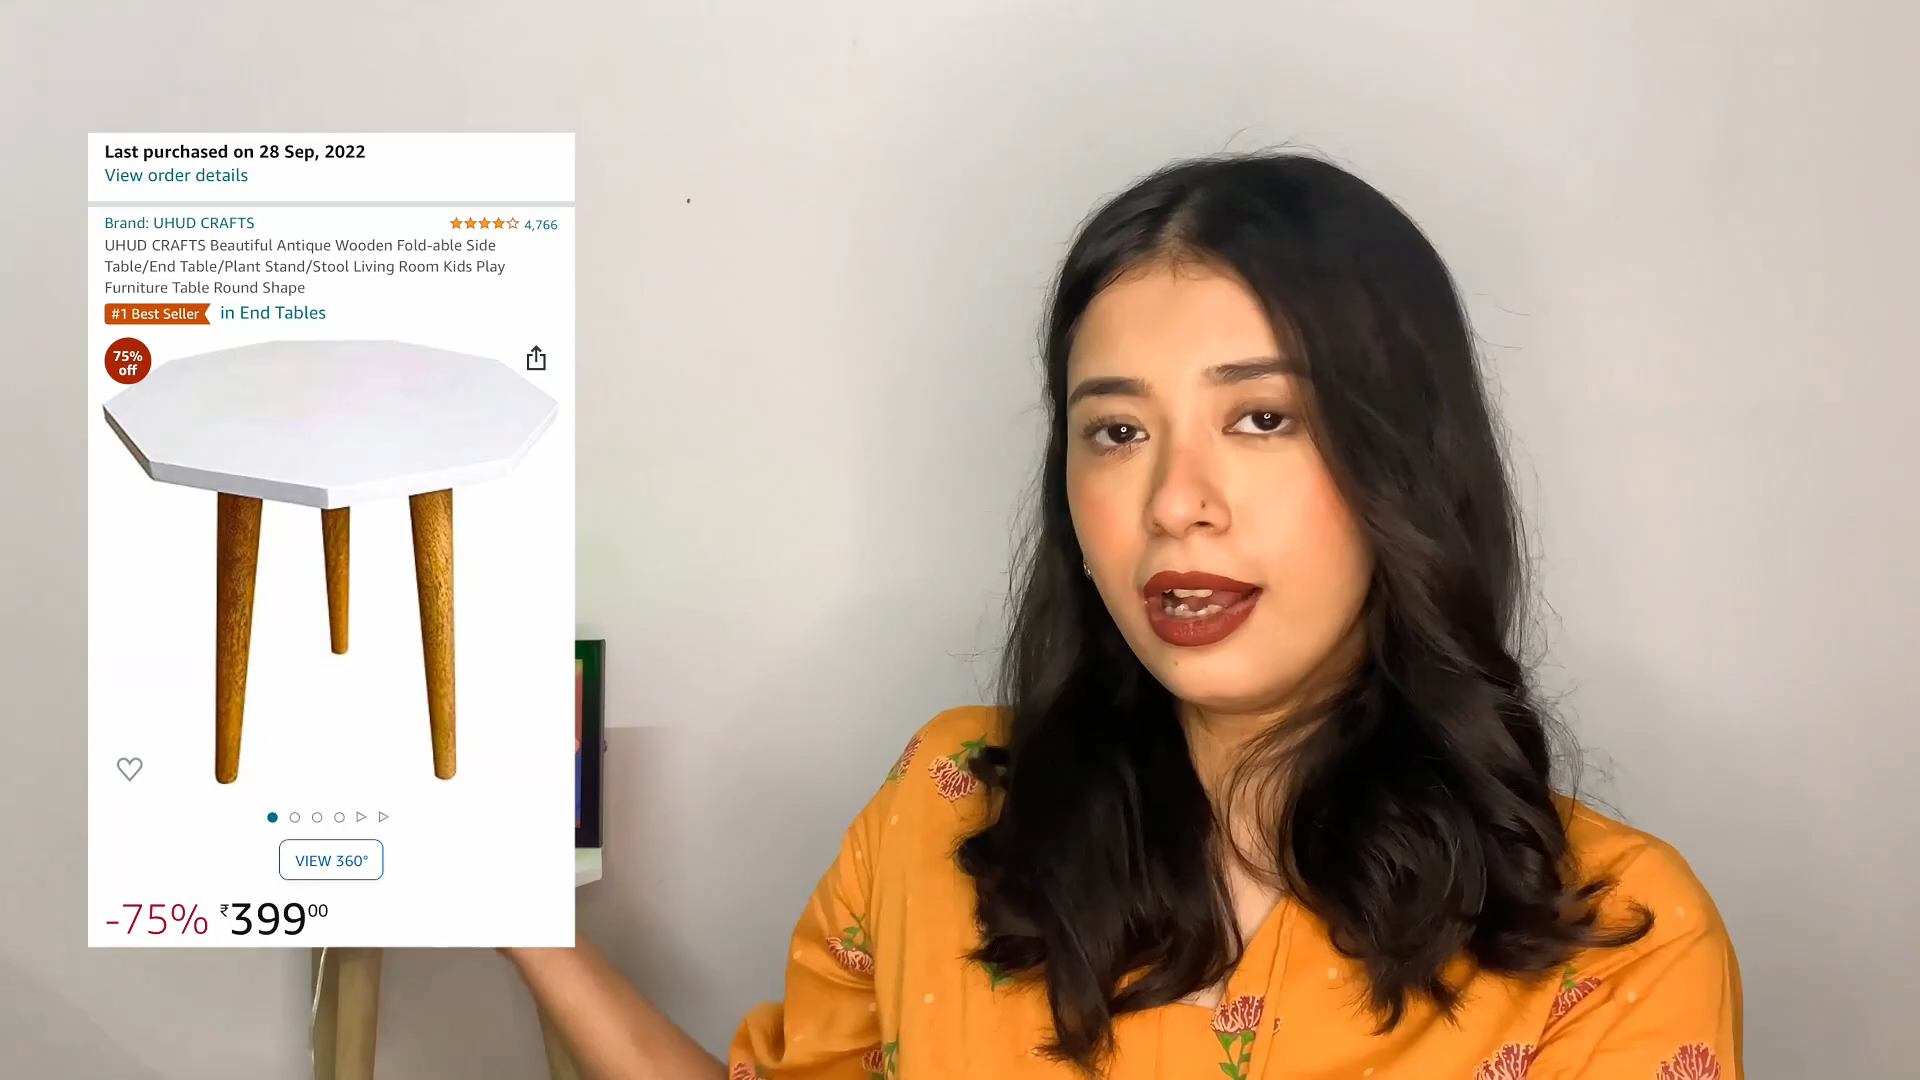 Last purchased on 28 Sep, 2022
View order details
Brand: UHUD CRAFTS
4,766
UHUD CRAFTS Beautiful Antique Wooden Fold-able Side
Table/End Table/Plant Stand/Stool Living Room Kids Play
Furniture Table Round Shape
#1 Best Seller in End Tables
75%
off
VIEW 360°
-75% ₹39900